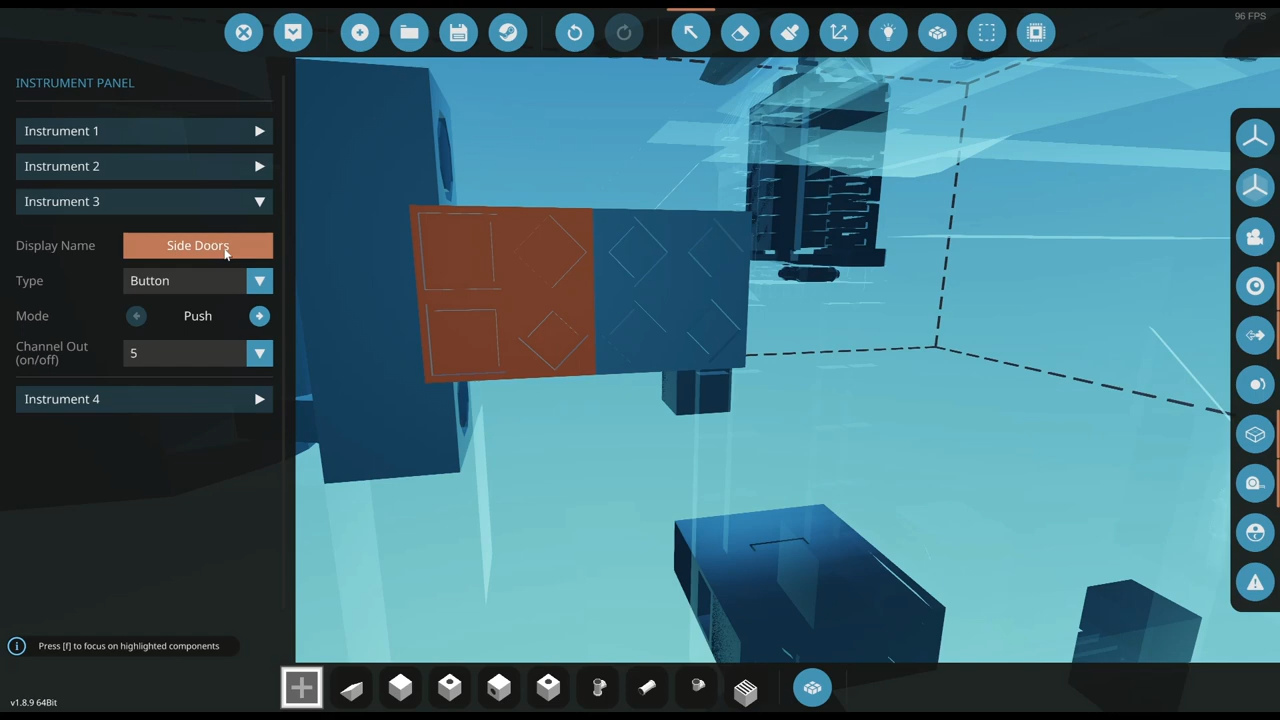 96 FPS
INSTRUMENT PANEL
Instrument 1
Instrument 2
Instrument 3
Display Name
Side Doors
Type
Button
Mode
Push
Channel Out
(on/off)
5
Instrument 4
Press [f] to focus on highlighted components
v1.8.9 64Bit